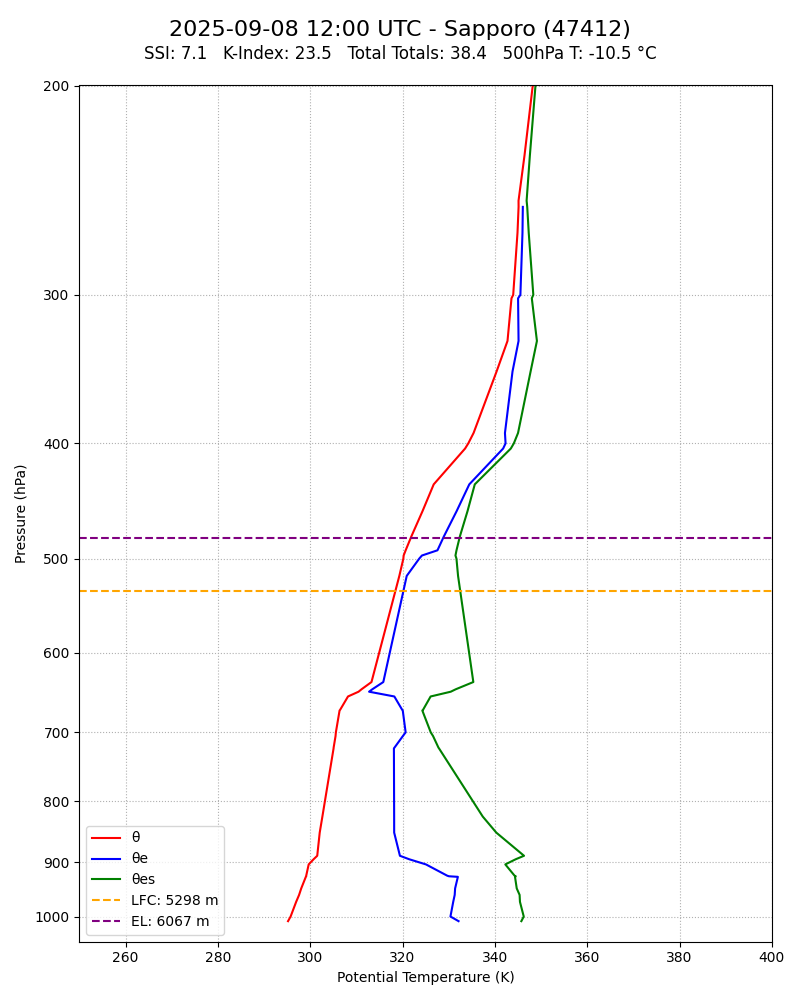 2025-09-08 12:00 UTC - Sapporo (47412)
SSI: 7.1   K-Index: 23.5   Total Totals: 38.4   500hPa T: -10.5 °C
200
300
400
500
600
700
800
900
1000
Pressure (hPa)
θ
θe
θes
LFC: 5298 m
EL: 6067 m
260 280 300 320 340 360 380 400
Potential Temperature (K)